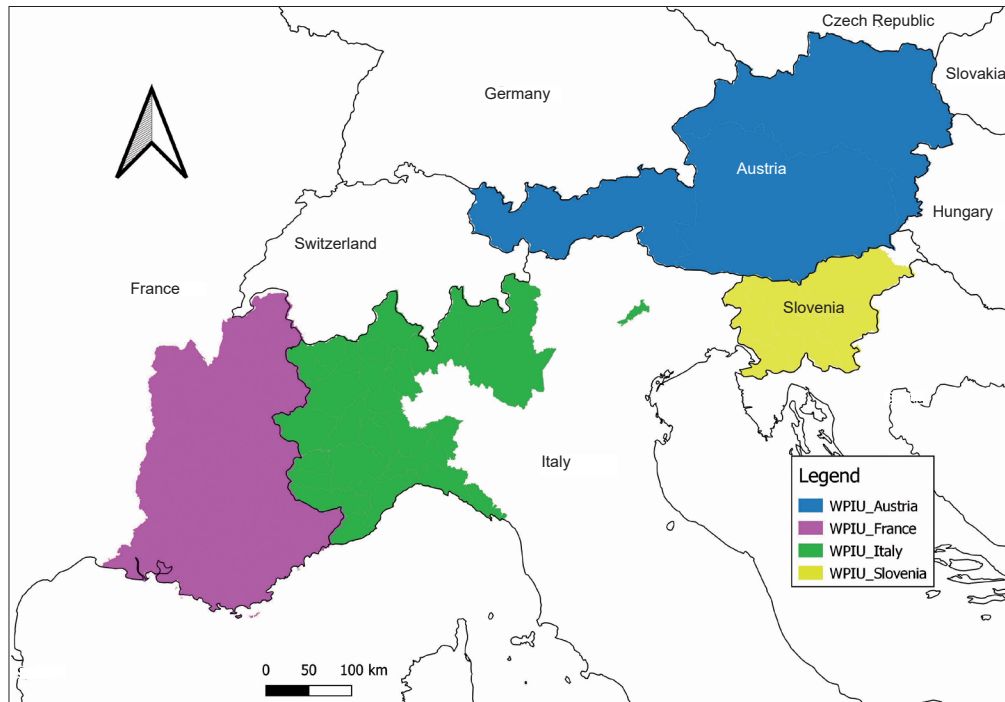 Czech Republic
Slovakia
Germany
Austria
Hungary
Switzerland
France
Slovenia
Italy
Legend
WPIU_Austria
WPIU_France
WPIU_Italy
WPIU_Slovenia
0 50 100 km